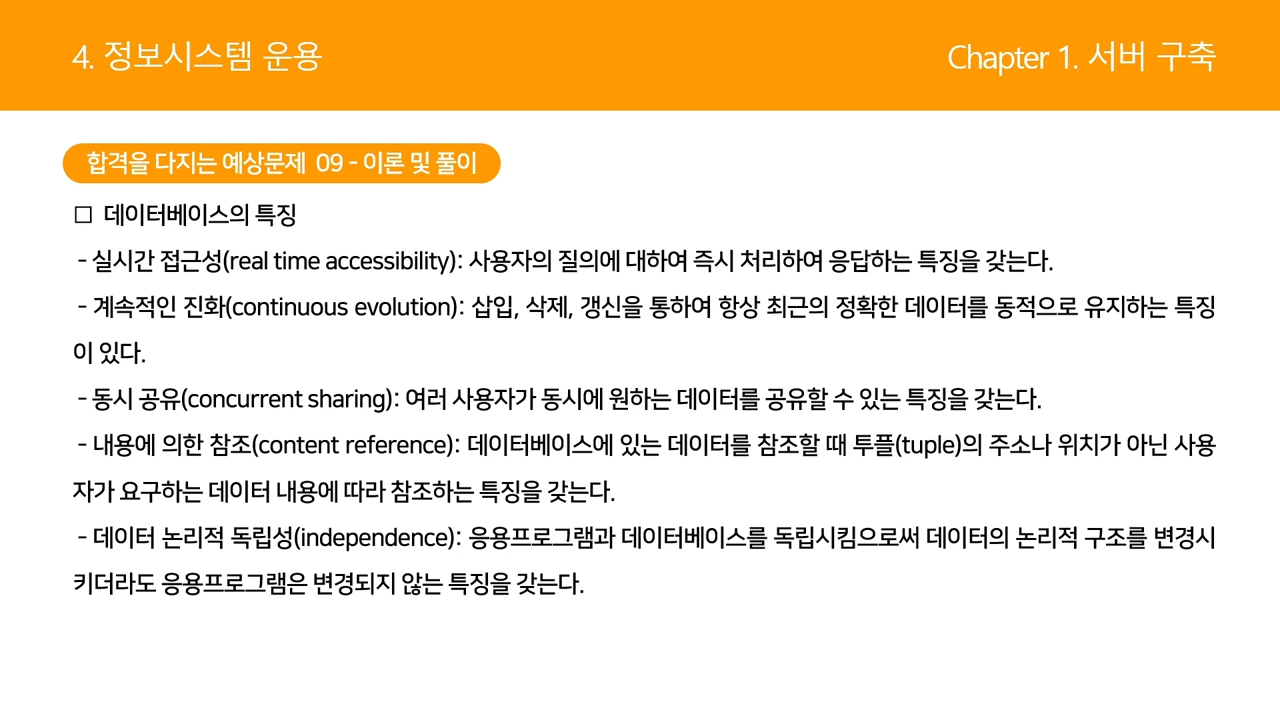 4. 정보시스템 운용
Chapter 1. 서버 구축
합격을 다지는 예상문제 09 - 이론 및 풀이
□ 데이터베이스의 특징
- 실시간 접근성(real time accessibility): 사용자의 질의에 대하여 즉시 처리하여 응답하는 특징을 갖는다.
- 계속적인 진화(continuous evolution): 삽입, 삭제, 갱신을 통하여 항상 최근의 정확한 데이터를 동적으로 유지하는 특징
이 있다.
- 동시 공유(concurrent sharing): 여러 사용자가 동시에 원하는 데이터를 공유할 수 있는 특징을 갖는다.
- 내용에 의한 참조(content reference): 데이터베이스에 있는 데이터를 참조할 때 투플(tuple)의 주소나 위치가 아닌 사용
자가 요구하는 데이터 내용에 따라 참조하는 특징을 갖는다.
- 데이터 논리적 독립성(independence): 응용프로그램과 데이터베이스를 독립시킴으로써 데이터의 논리적 구조를 변경시
키더라도 응용프로그램은 변경되지 않는 특징을 갖는다.